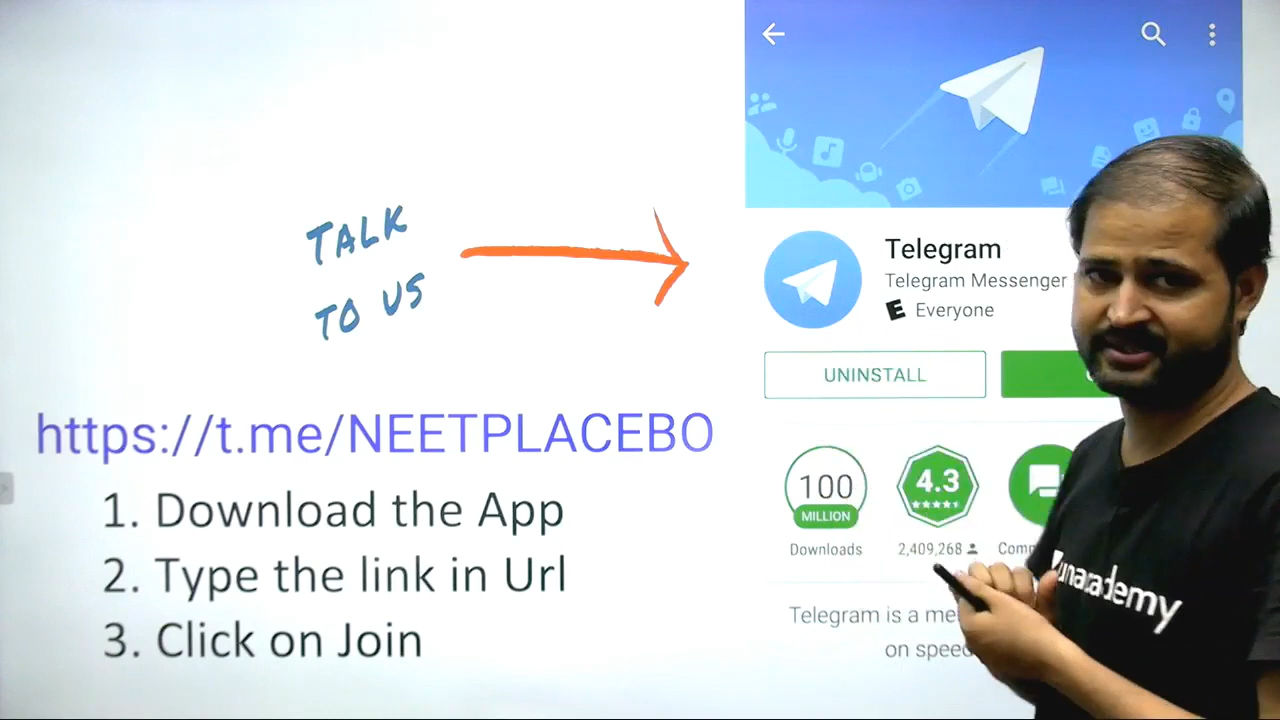 TALK
TO US
https://t.me/NEETPLACEBO
1. Download the App
2. Type the link in Url
3. Click on Join
Telegram
Telegram Messenger
E Everyone
UNINSTALL
100
MILLION
Downloads
4.3
2,409,268
Telegram is a
on speed
unacademy